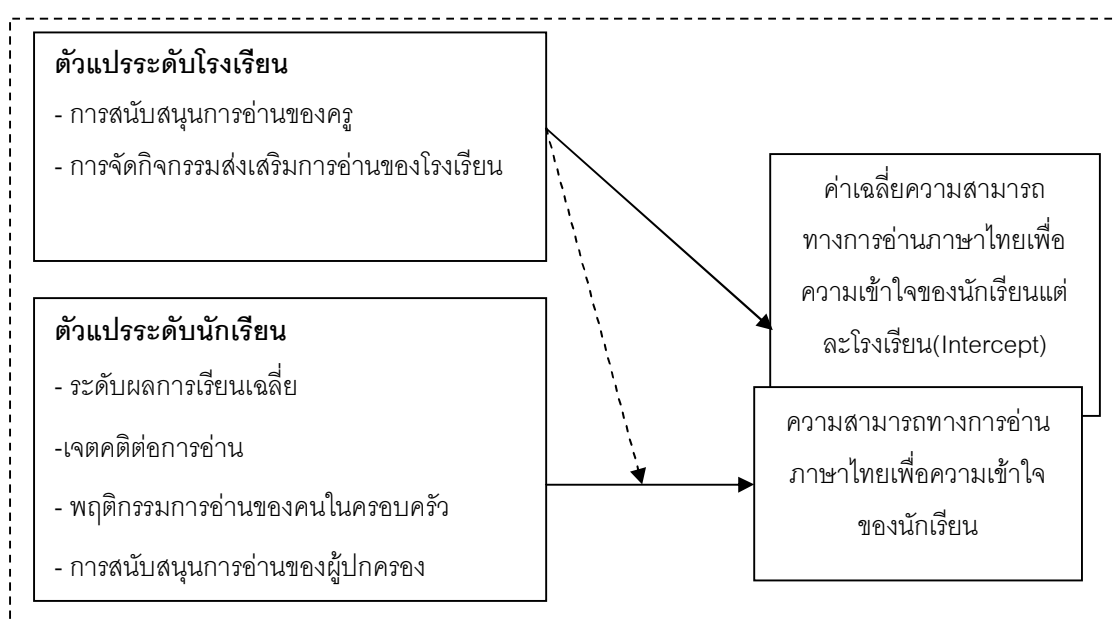 ตัวแปรระดับโรงเรียน
- การสนับสนุนการอ่านของครู
- การจัดกิจกรรมส่งเสริมการอ่านของโรงเรียน
ค่าเฉลี่ยความสามารถ
ทางการอ่านภาษาไทยเพื่อ
ความเข้าใจของนักเรียนแต่
ละโรงเรียน(Intercept)
ตัวแปรระดับนักเรียน
- ระดับผลการเรียนเฉลี่ย
-เจตคติต่อการอ่าน
- พฤติกรรมการอ่านของคนในครอบครัว
- การสนับสนุนการอ่านของผู้ปกครอง
ความสามารถทางการอ่าน
ภาษาไทยเพื่อความเข้าใจ
ของนักเรียน